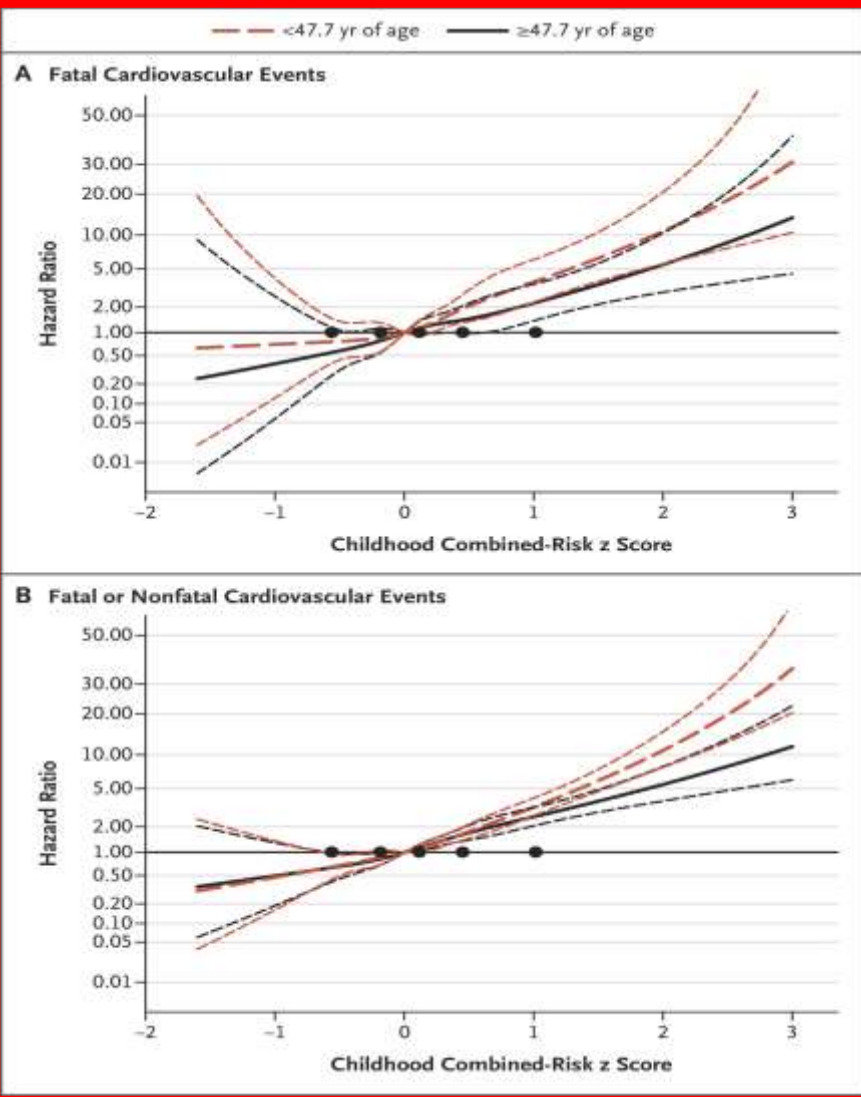 <47.7 yr of age ≥47.7 yr of age
A Fatal Cardiovascular Events
50.00
30.00
20.00
10.00
5.00
2.00
1.00
0.50
0.20
0.10
0.05
0.01
Hazard Ratio
−2 −1 0 1 2 3
Childhood Combined-Risk z Score
B Fatal or Nonfatal Cardiovascular Events
50.00
30.00
20.00
10.00
5.00
2.00
1.00
0.50
0.20
0.10
0.05
0.01
Hazard Ratio
−2 −1 0 1 2 3
Childhood Combined-Risk z Score